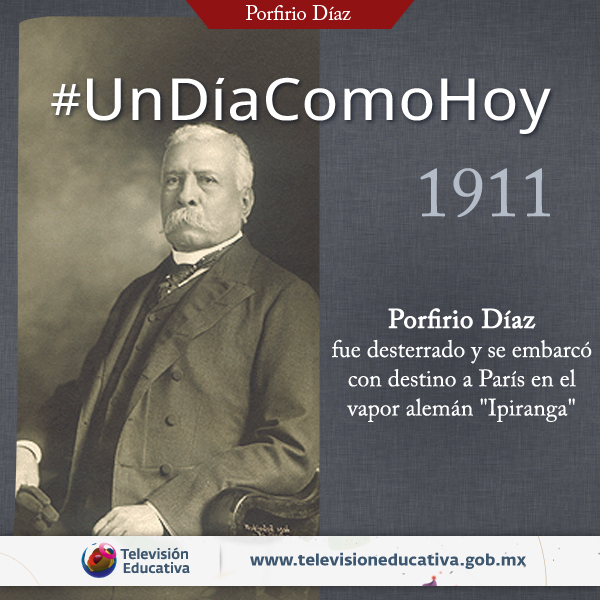 Porfirio Díaz
#UnDíaComoHoy
1911
Porfirio Díaz
fue desterrado y se embarcó
con destino a París en el
vapor alemán "Ipiranga"
Televisión
Educativa
www.televisioneducativa.gob.mx